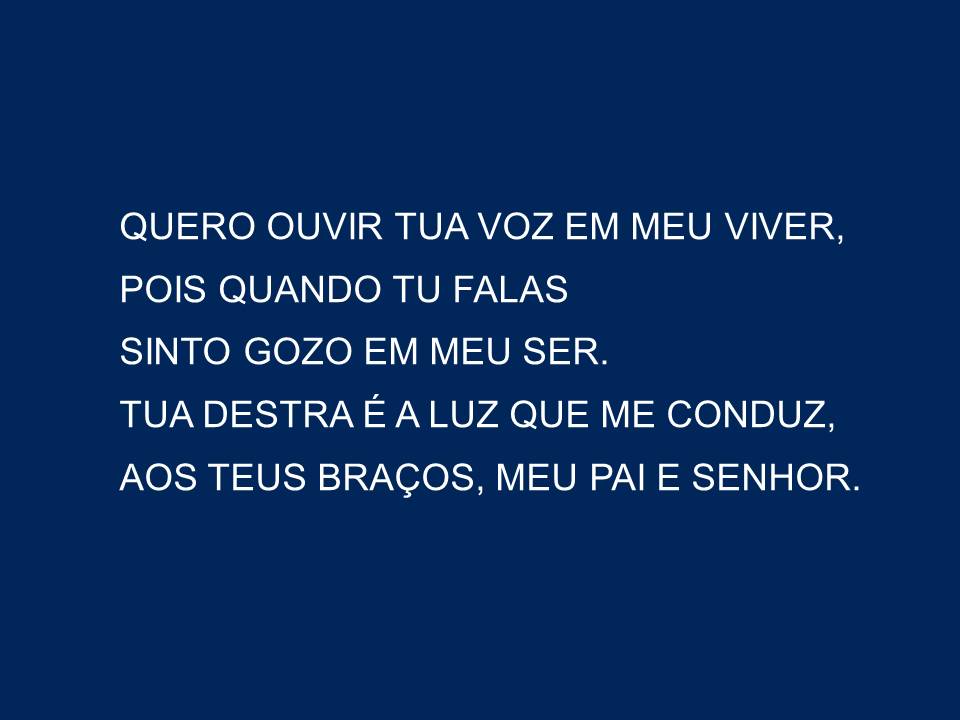 QUERO OUVIR TUA VOZ EM MEU VIVER,
POIS QUANDO TU FALAS
SINTO GOZO EM MEU SER.
TUA DESTRA É A LUZ QUE ME CONDUZ,
AOS TEUS BRAÇOS, MEU PAI E SENHOR.